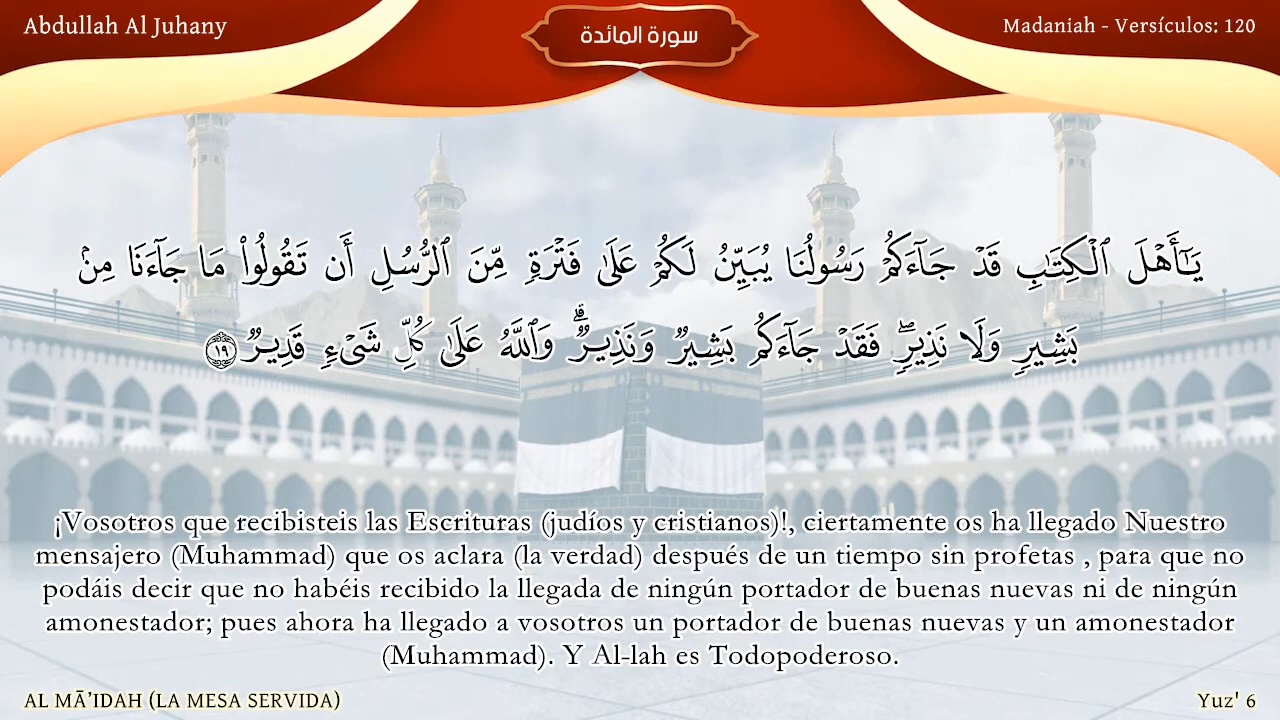 Abdullah Al Juhany
سورة المائدة
Madaniah - Versículos: 120
يَـٰٓأَهْلَ ٱلْكِتَـٰبِ قَدْ جَآءَكُمْ رَسُولُنَا يُبَيِّنُ لَكُمْ عَلَىٰ فَتْرَةٍ مِّنَ ٱلرُّسُلِ أَن تَقُولُوا۟ مَا جَآءَنَا مِنۢ
بَشِيرٍ وَلَا نَذِيرٍ ۖ فَقَدْ جَآءَكُم بَشِيرٌ وَنَذِيرٌ ۗ وَٱللَّهُ عَلَىٰ كُلِّ شَىْءٍ قَدِيرٌ ١٩
¡Vosotros que recibisteis las Escrituras (judíos y cristianos)!, ciertamente os ha llegado Nuestro
mensajero (Muhammad) que os aclara (la verdad) después de un tiempo sin profetas , para que no
podáis decir que no habéis recibido la llegada de ningún portador de buenas nuevas ni de ningún
amonestador; pues ahora ha llegado a vosotros un portador de buenas nuevas y un amonestador
(Muhammad). Y Al-lah es Todopoderoso.
AL MĀ’IDAH (LA MESA SERVIDA)
Yuz' 6